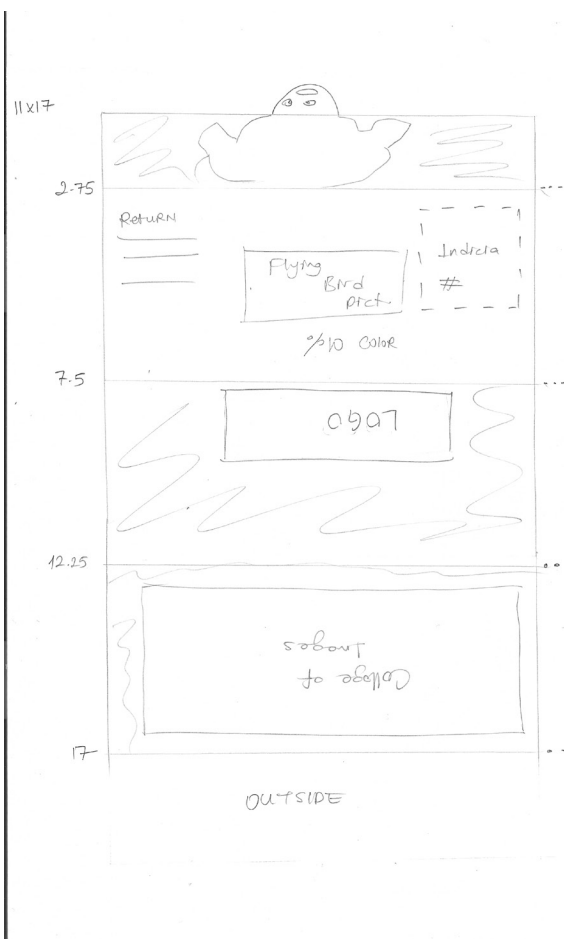 11x17
2.75
Return
Indicia
#
Flying
Bird
Pict.
%10 COLOR
7.5
LOGO
12.25
Collage of
Images
17
OUTSIDE